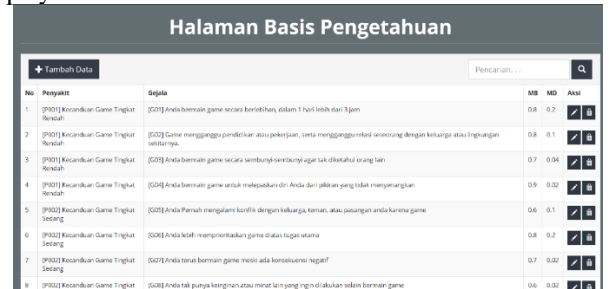 Halaman Basis Pengetahuan
+ Tambah Data
Pencarian. . .
No Penyakit Gejala MB MD Aksi
1 [P001] Kecanduan Game Tingkat Rendah [G01] Anda bermain game secara berlebihan, dalam 1 hari lebih dari 3 jam 0.8 0.2
2 [P001] Kecanduan Game Tingkat Rendah [G02] Game mengganggu pendidikan atau pekerjaan, serta mengganggu relasi seseorang dengan keluarga atau lingkungan sekitarnya. 0.8 0.1
3 [P001] Kecanduan Game Tingkat Rendah [G03] Anda bermain game secara sembunyi-sembunyi agar tak diketahui orang lain 0.7 0.04
4 [P001] Kecanduan Game Tingkat Rendah [G04] Anda bermain game untuk melepaskan diri Anda dari pikiran yang tidak menyenangkan 0.9 0.02
5 [P002] Kecanduan Game Tingkat Sedang [G05] Anda Pernah mengalami konflik dengan keluarga, teman, atau pasangan anda karena game 0.6 0.1
6 [P002] Kecanduan Game Tingkat Sedang [G06] Anda lebih memprioritaskan game diatas tugas utama 0.8 0.2
7 [P002] Kecanduan Game Tingkat Sedang [G07] Anda terus bermain game meski ada konsekuensi negatif 0.7 0.02
8 [P002] Kecanduan Game Tingkat [G08] Anda tak punya keinginan atau minat lain yang ingin dilakukan selain bermain game 0.6 0.02